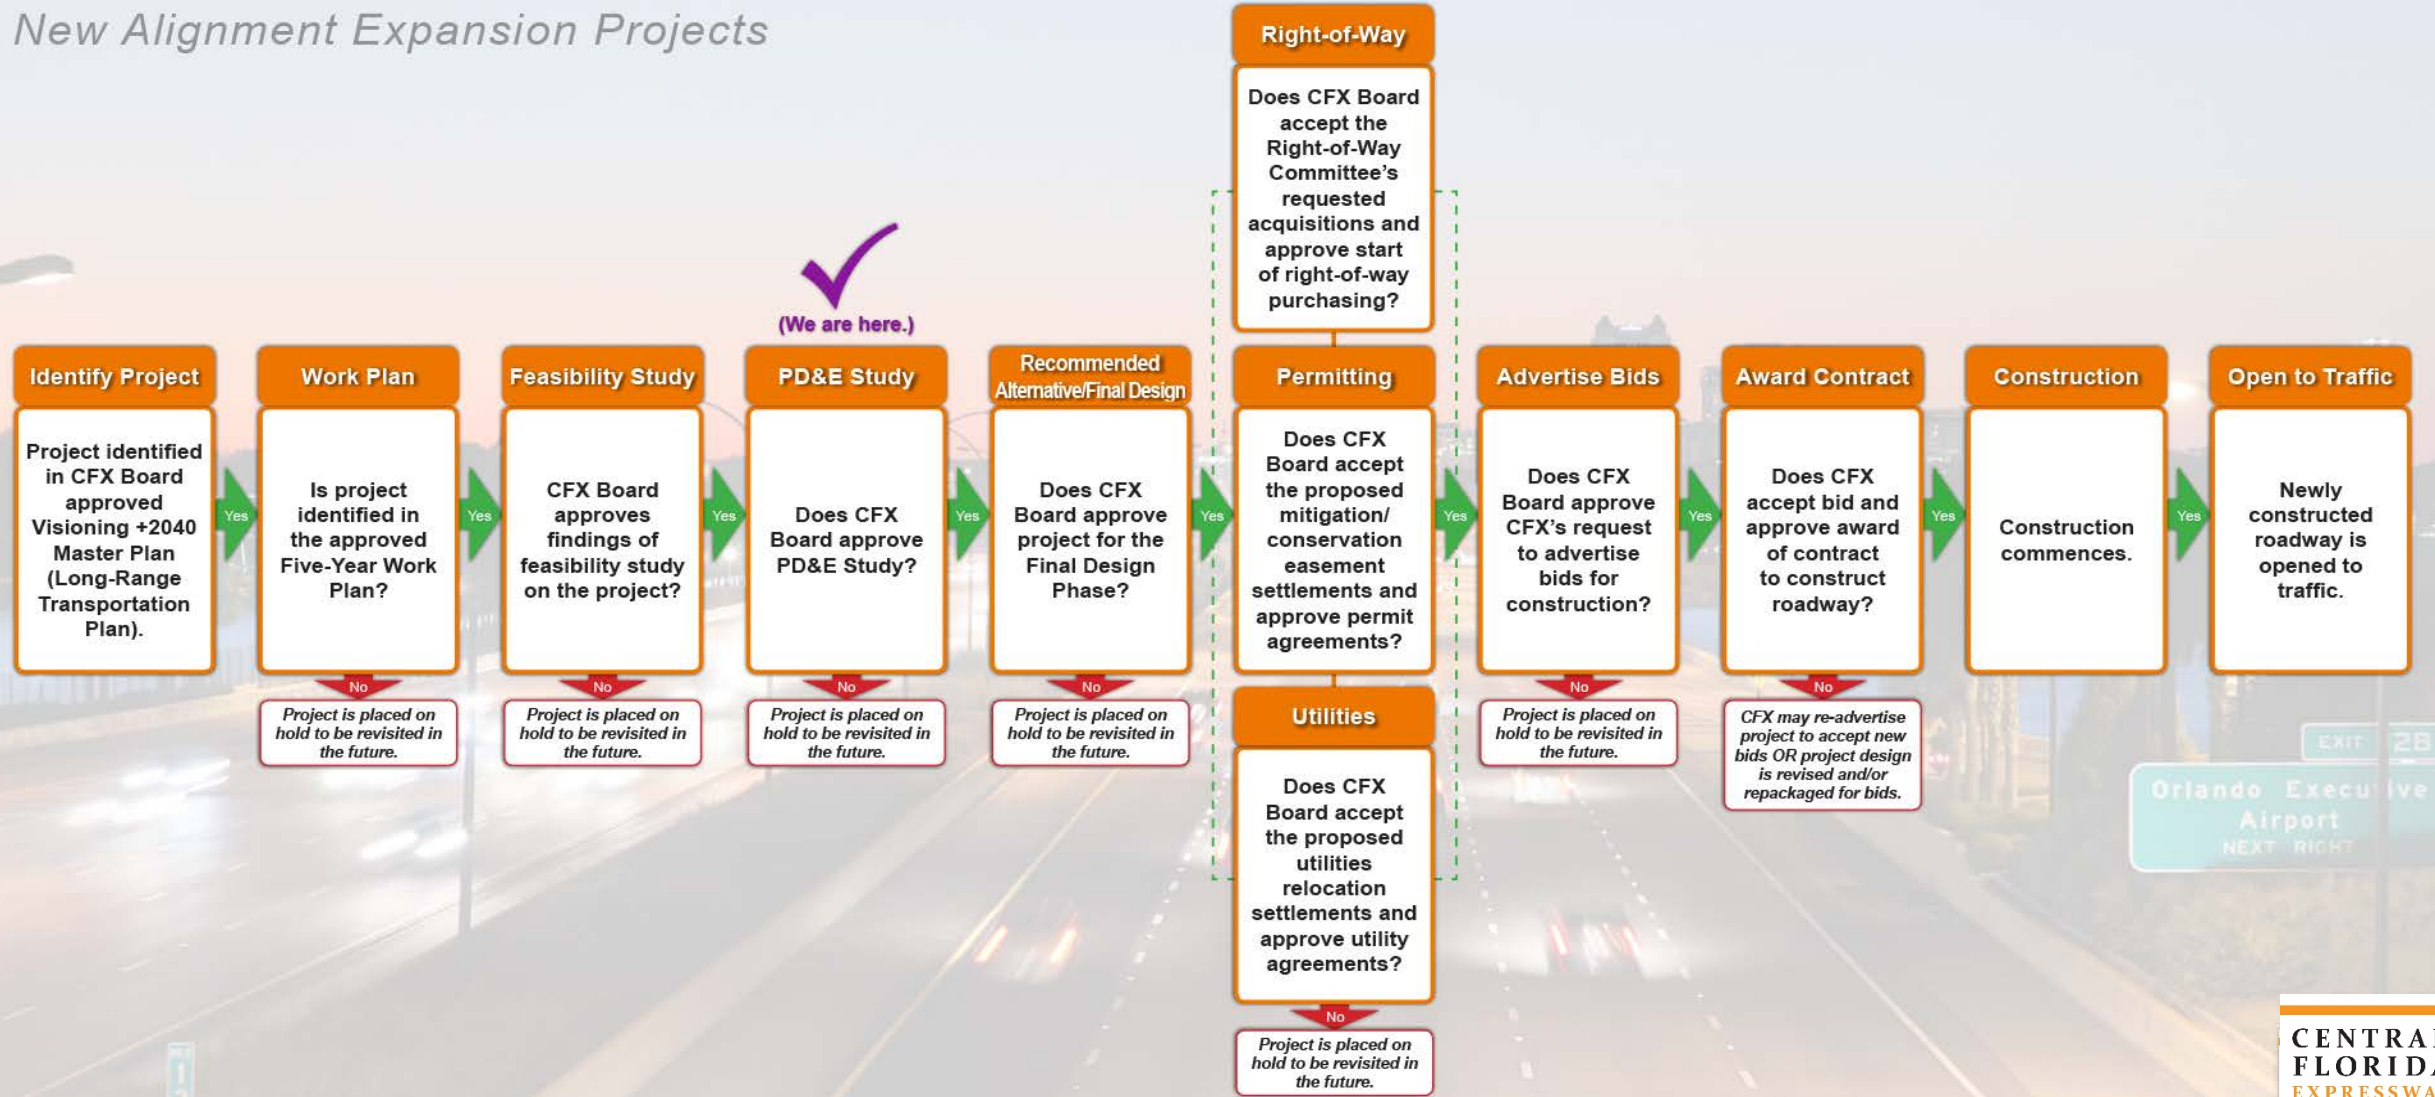 New Alignment Expansion Projects
Right-of-Way
Does CFX Board
accept the
Right-of-Way
Committee's
requested
acquisitions and
approve start
of right-of-way
purchasing?
(We are here.)
Identify Project
Project identified
in CFX Board
approved
Visioning +2040
Master Plan
(Long-Range
Transportation
Plan).
Yes
Work Plan
Is project
identified in
the approved
Five-Year Work
Plan?
No
Project is placed on
hold to be revisited in
the future.
Yes
Feasibility Study
CFX Board
approves
findings of
feasibility study
on the project?
No
Project is placed on
hold to be revisited in
the future.
Yes
PD&E Study
Does CFX
Board approve
PD&E Study?
No
Project is placed on
hold to be revisited in
the future.
Yes
Recommended
Alternative/Final Design
Does CFX
Board approve
project for the
Final Design
Phase?
No
Project is placed on
hold to be revisited in
the future.
Yes
Permitting
Does CFX
Board accept
the proposed
mitigation/
conservation
easement
settlements and
approve permit
agreements?
Utilities
Does CFX
Board accept
the proposed
utilities
relocation
settlements and
approve utility
agreements?
No
Project is placed on
hold to be revisited in
the future.
Yes
Advertise Bids
Does CFX
Board approve
CFX's request
to advertise
bids for
construction?
No
Project is placed on
hold to be revisited in
the future.
Yes
Award Contract
Does CFX
accept bid and
approve award
of contract
to construct
roadway?
No
CFX may re-advertise
project to accept new
bids OR project design
is revised and/or
repackaged for bids.
Yes
Construction
Construction
commences.
Yes
Open to Traffic
Newly
constructed
roadway is
opened to
traffic.
EXIT 2B
Orlando Executive
Airport
NEXT RIGHT
CENTRAL
FLORIDA
EXPRESSWA